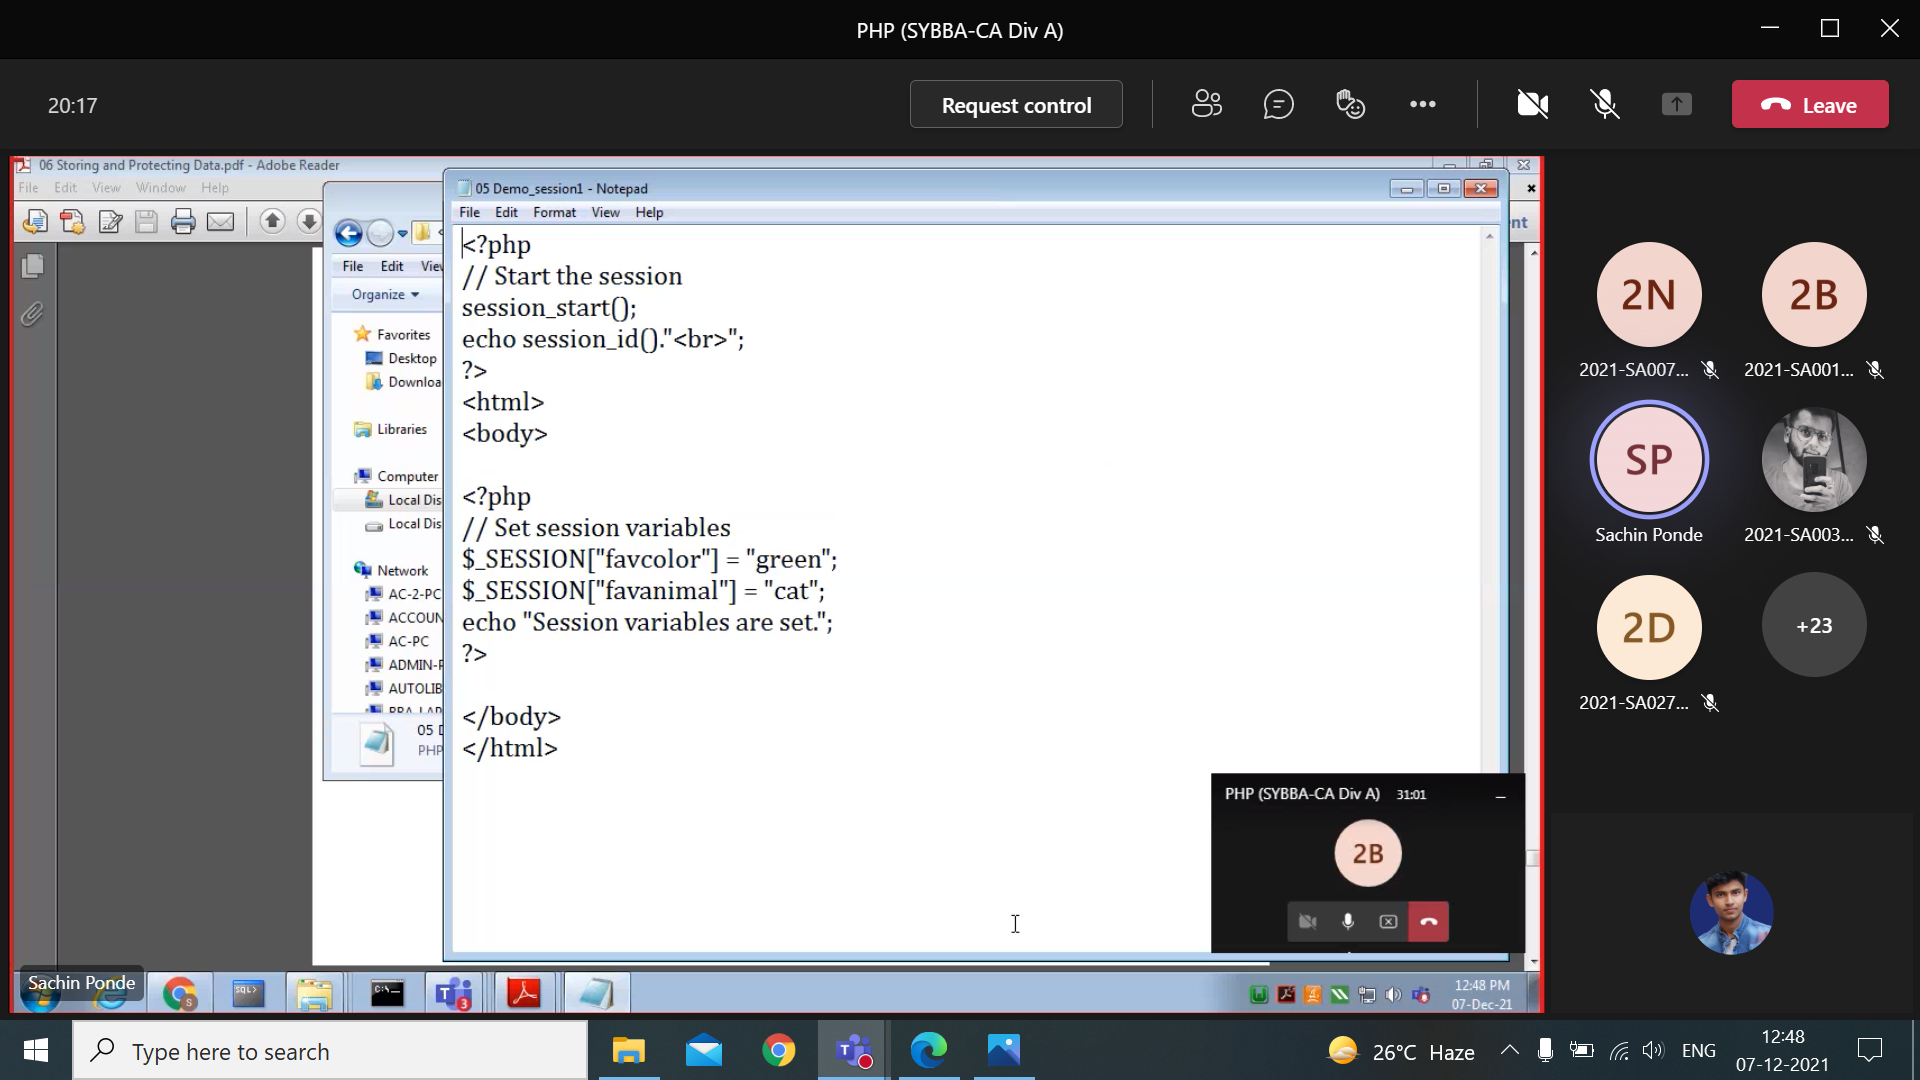 PHP (SYBBA-CA Div A)
20:17
Request control
Leave
06 Storing and Protecting Data.pdf - Adobe Reader
File Edit View Window Help
05 Demo_session1 - Notepad
File Edit Format View Help
<?php
// Start the session
session_start();
echo session_id()."<br>";
?>
<html>
<body>
<?php
// Set session variables
$_SESSION["favcolor"] = "green";
$_SESSION["favanimal"] = "cat";
echo "Session variables are set.";
?>
</body>
</html>
File Edit
Organize
Favorites
Desktop
Libraries
Computer
Local Dis
Local Dis
Network
AC-2-PC
ACCOUN
AC-PC
ADMIN-P
AUTOLIB
05
PHP
nt
PHP (SYBBA-CA Div A) 31:01
2B
2N
2021-SA007...
2B
2021-SA001...
SP
Sachin Ponde
2021-SA003...
2D
2021-SA027...
+23
Sachin Ponde
SQL>
C:\
3
12:48 PM
07-Dec-21
Type here to search
26°C Haze
ENG
12:48
07-12-2021